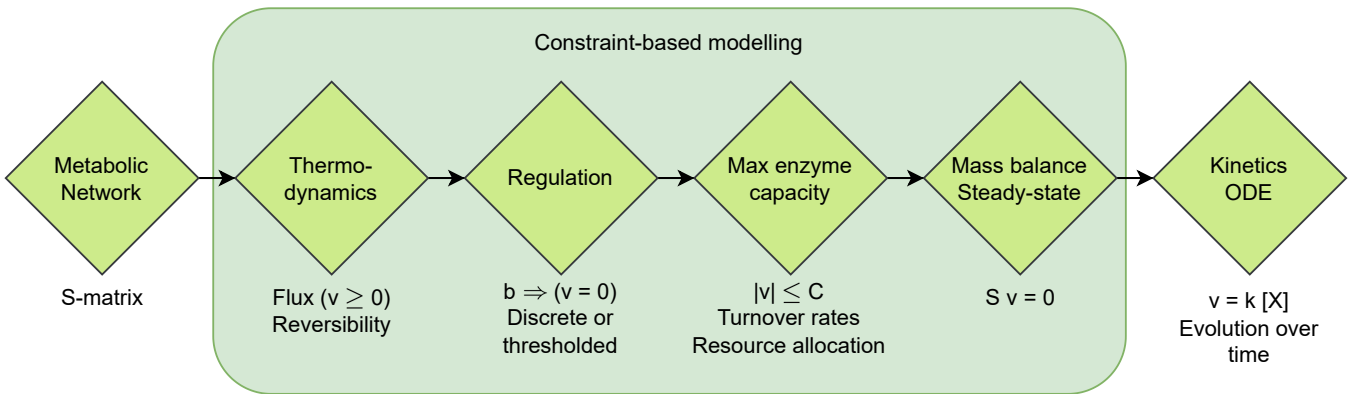 Constraint-based modelling
Metabolic
Network
Thermo-
dynamics
Regulation
Max enzyme
capacity
Mass balance
Steady-state
Kinetics
ODE
S-matrix
Flux (v ≥ 0)
Reversibility
b ⇒ (v = 0)
Discrete or
thresholded
|v| ≤ C
Turnover rates
Resource allocation
S v = 0
v = k [X]
Evolution over
time